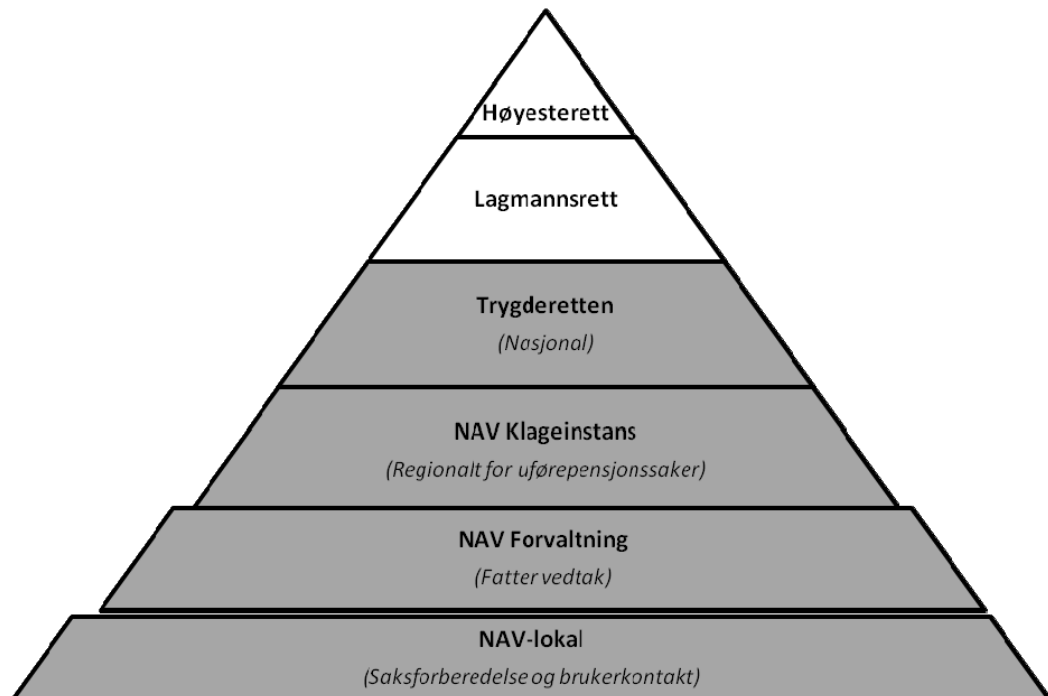 Høyesterett
Lagmannsrett
Trygderetten
(Nasjonal)
NAV Klageinstans
(Regionalt for uførepensjonssaker)
NAV Forvaltning
(Fatter vedtak)
NAV-lokal
(Saksforberedelse og brukerkontakt)